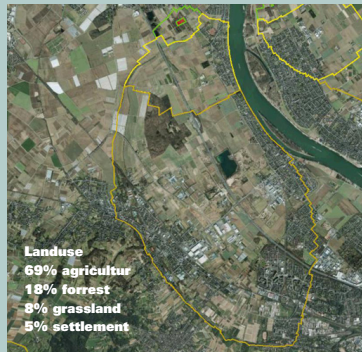 Landuse
69% agricultur
18% forrest
8% grassland
5% settlement